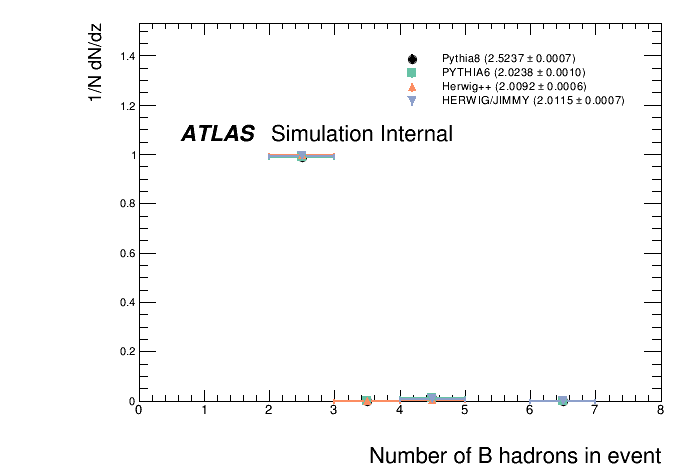 1/N dN/dz
1.4
1.2
1
0.8
0.6
0.4
0.2
0
Pythia8 (2.5237 ± 0.0007)
PYTHIA6 (2.0238 ± 0.0010)
Herwig++ (2.0092 ± 0.0006)
HERWIG/JIMMY (2.0115 ± 0.0007)
ATLAS Simulation Internal
0 1 2 3 4 5 6 7 8
Number of B hadrons in event